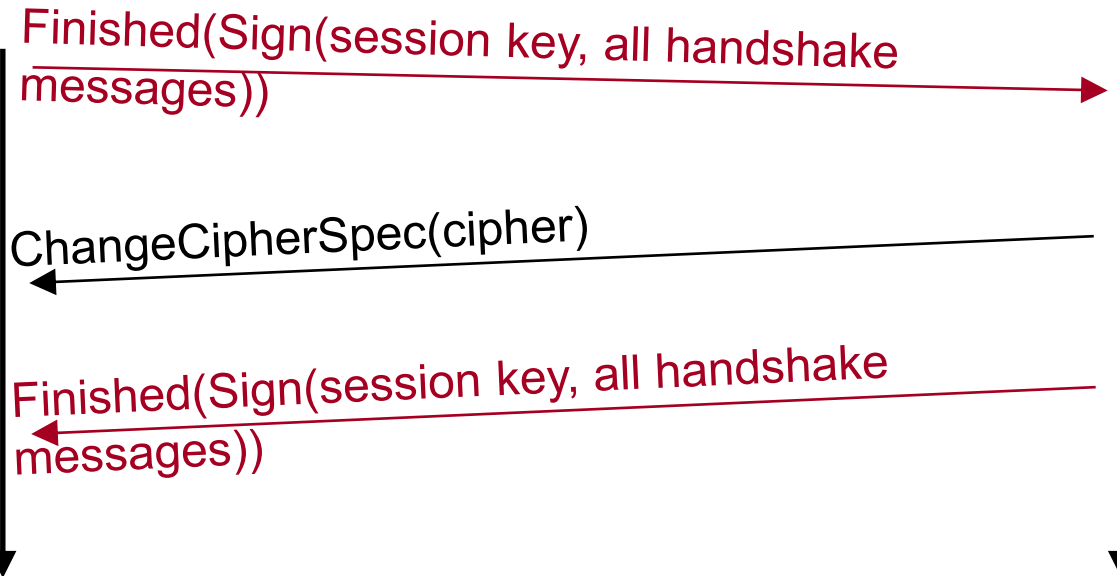 Finished(Sign(session key, all handshake
messages))
ChangeCipherSpec(cipher)
Finished(Sign(session key, all handshake
messages))